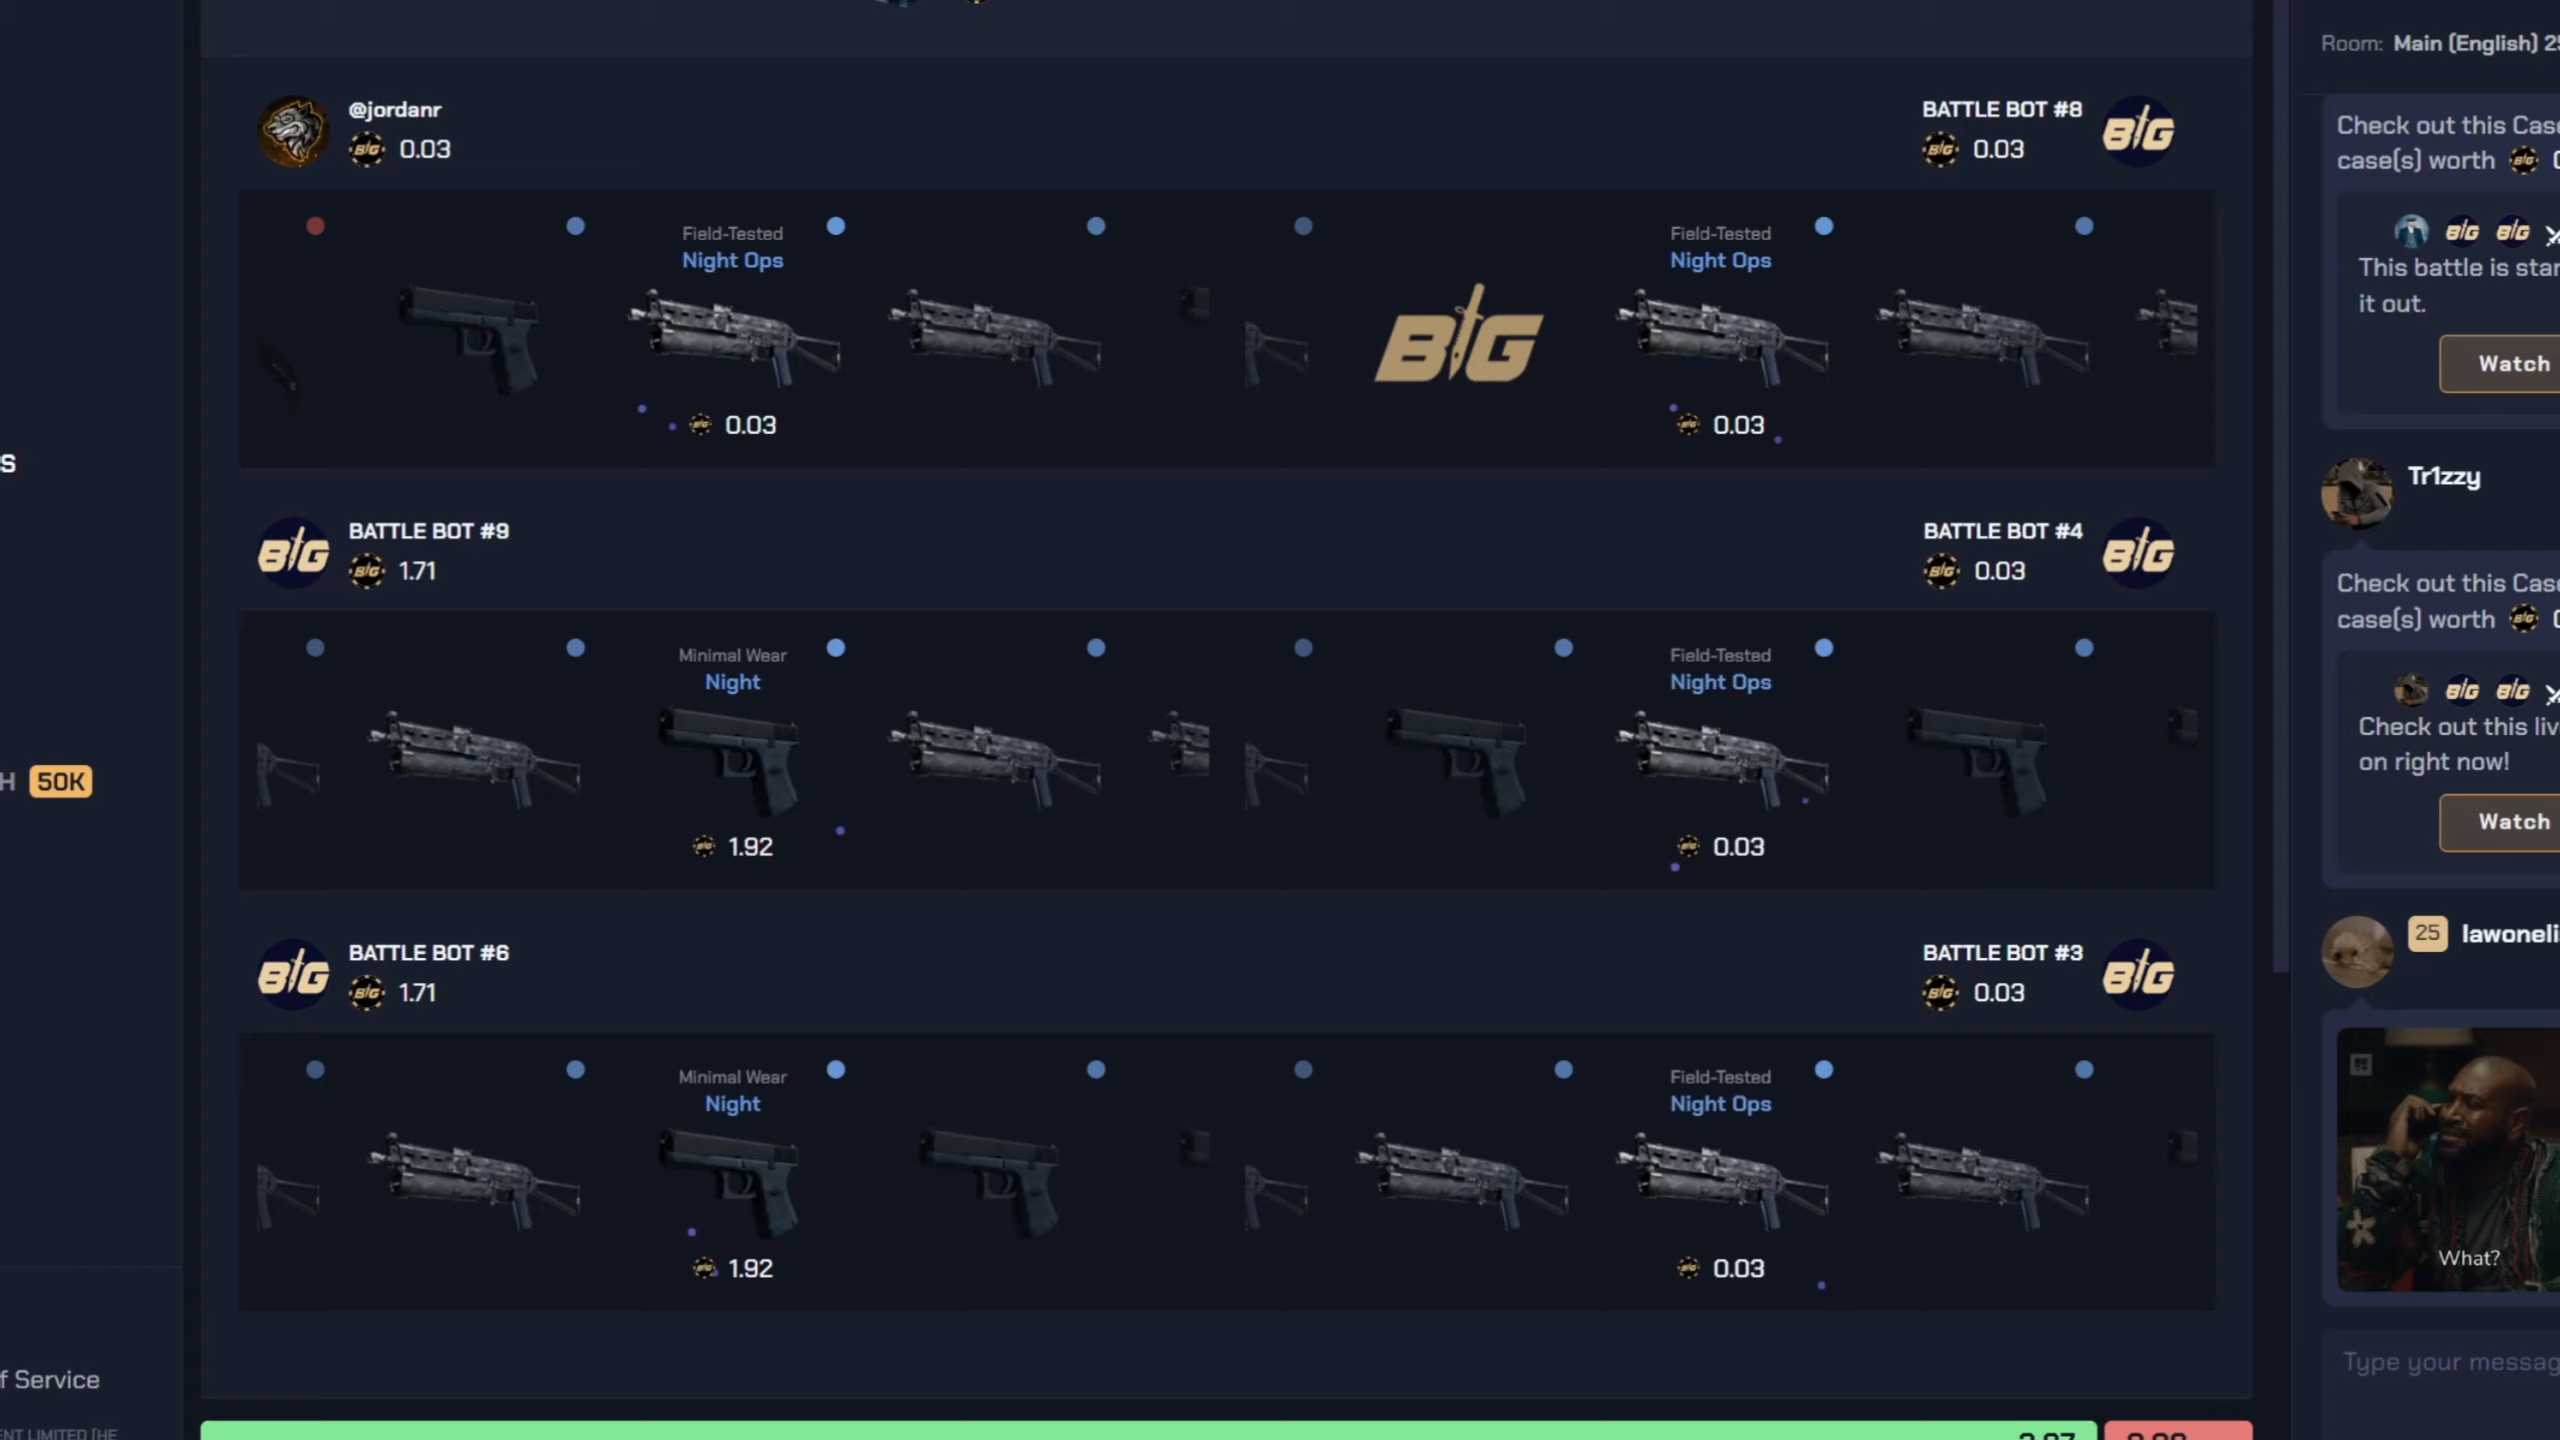 @jordanr
0.03
BATTLE BOT #8
0.03
Field-Tested
Night Ops
0.03
BIG
Field-Tested
Night Ops
0.03
BATTLE BOT #9
1.71
BATTLE BOT #4
0.03
Minimal Wear
Night
1.92
Field-Tested
Night Ops
0.03
BATTLE BOT #6
1.71
BATTLE BOT #3
0.03
Minimal Wear
Night
1.92
Field-Tested
Night Ops
0.03
S
H 50K
f Service
ENT LIMITED (HE
Room: Main (English) 25
Check out this Case
case(s) worth
This battle is star
it out.
Watch
Tr1zzy
Check out this Case
case(s) worth
Check out this liv
on right now!
Watch
25 lawoneli
What?
Type your messag